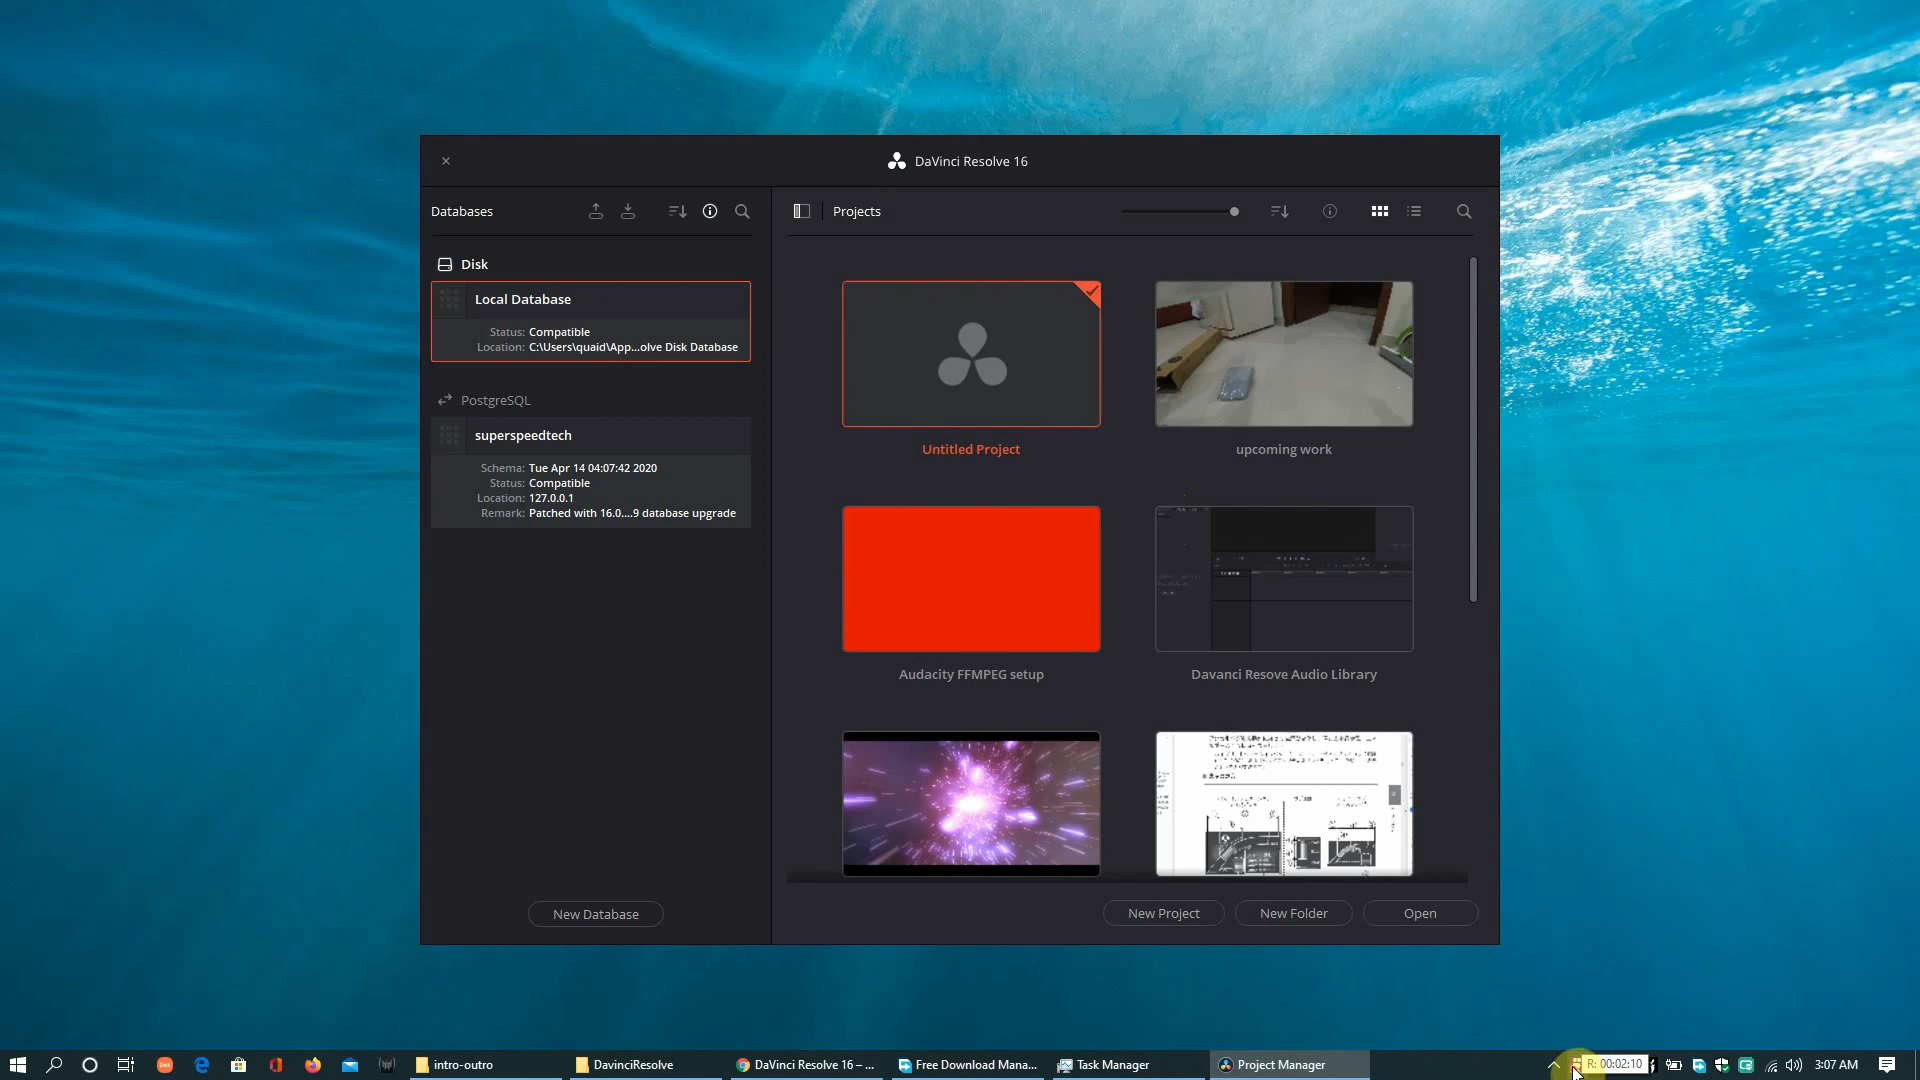 DaVinci Resolve 16
Databases
Projects
Disk
Local Database
Status: Compatible
Location: C:\Users\quaid\App...olve Disk Database
PostgreSQL
superspeedtech
Schema: Tue Apr 14 04:07:42 2020
Status: Compatible
Location: 127.0.0.1
Remark: Patched with 16.0....9 database upgrade
New Database
Untitled Project
upcoming work
Audacity FFMPEG setup
Davanci Resove Audio Library
New Project
New Folder
Open
intro-outro
DavinciResolve
DaVinci Resolve 16 – ...
Free Download Mana...
Task Manager
Project Manager
R: 00:02:10
3:07 AM